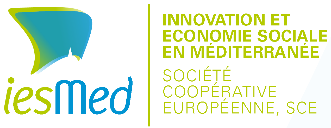 iesMed
INNOVATION ET
ECONOMIE SOCIALE
EN MÉDITERRANÉE
SOCIÉTÉ
COOPÉRATIVE
EUROPÉENNE, SCE